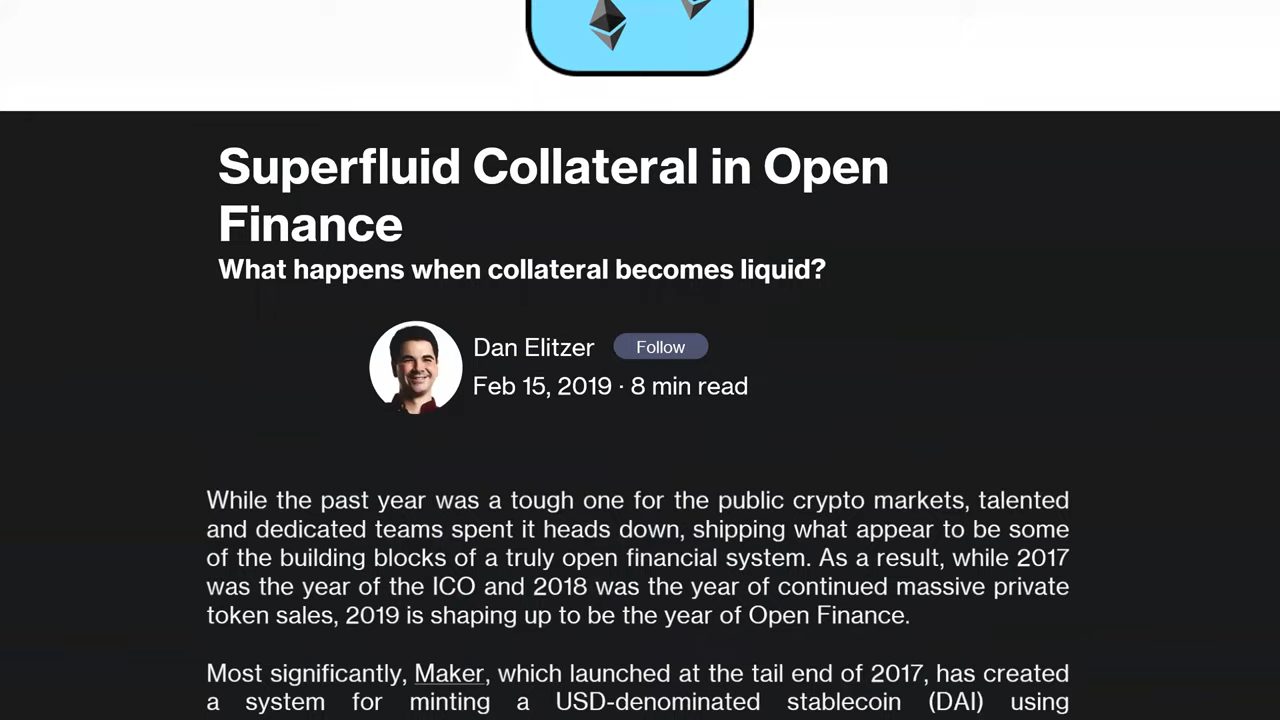 Superfluid Collateral in Open
Finance
What happens when collateral becomes liquid?
Dan Elitzer Follow
Feb 15, 2019 · 8 min read
While the past year was a tough one for the public crypto markets, talented
and dedicated teams spent it heads down, shipping what appear to be some
of the building blocks of a truly open financial system. As a result, while 2017
was the year of the ICO and 2018 was the year of continued massive private
token sales, 2019 is shaping up to be the year of Open Finance.
Most significantly, Maker, which launched at the tail end of 2017, has created
a system for minting a USD-denominated stablecoin (DAI) using